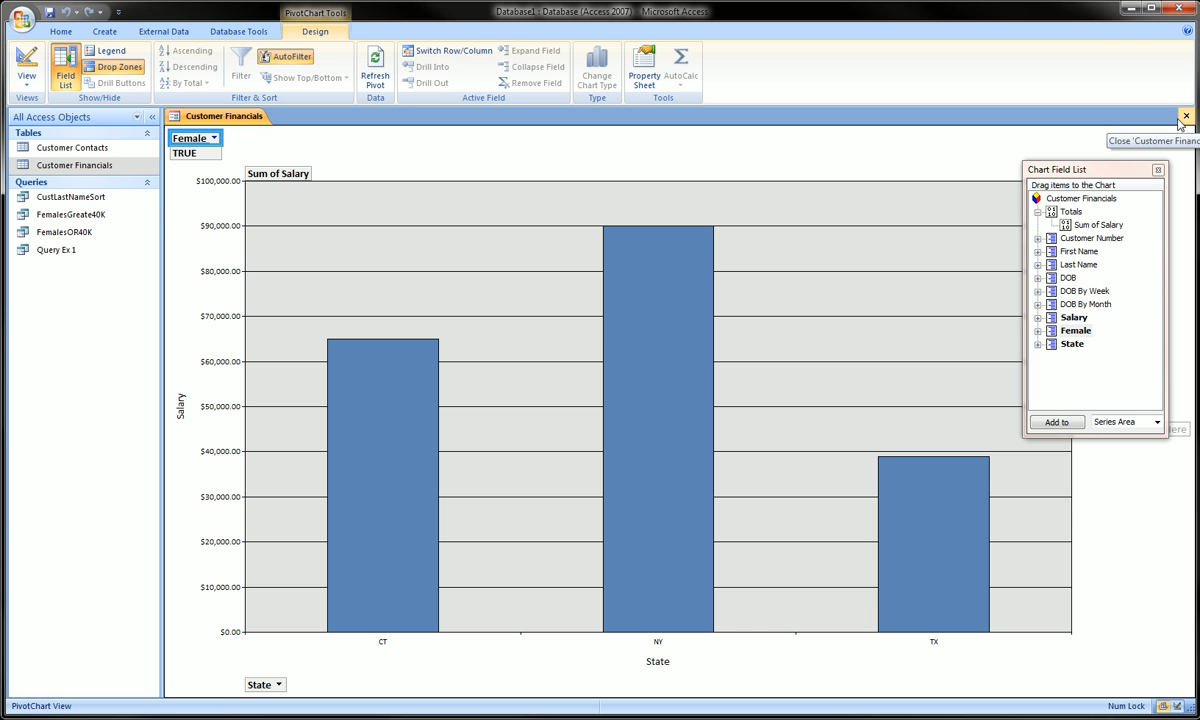 PivotChart Tools
Database1 : Database (Access 2007) - Microsoft Access
Home Create External Data Database Tools Design
View
Views
Field List
Legend
Drop Zones
Drill Buttons
Show/Hide
Ascending
Descending
By Total
Filter
AutoFilter
Show Top/Bottom
Filter & Sort
Refresh Pivot
Data
Switch Row/Column
Drill Into
Drill Out
Expand Field
Collapse Field
Remove Field
Active Field
Change Chart Type
Type
Property Sheet
AutoCalc
Tools
All Access Objects
Tables
Customer Contacts
Customer Financials
Queries
CustLastNameSort
FemalesGreate40K
FemalesOR40K
Query Ex 1
Customer Financials
Close 'Customer Financ
Female
TRUE
Sum of Salary
$100,000.00
$90,000.00
$80,000.00
$70,000.00
$60,000.00
$50,000.00
$40,000.00
$30,000.00
$20,000.00
$10,000.00
$0.00
Salary
CT NY TX
State
State
Chart Field List
Drag items to the Chart
Customer Financials
Totals
Sum of Salary
Customer Number
First Name
Last Name
DOB
DOB By Week
DOB By Month
Salary
Female
State
Add to Series Area
ere
PivotChart View
Num Lock